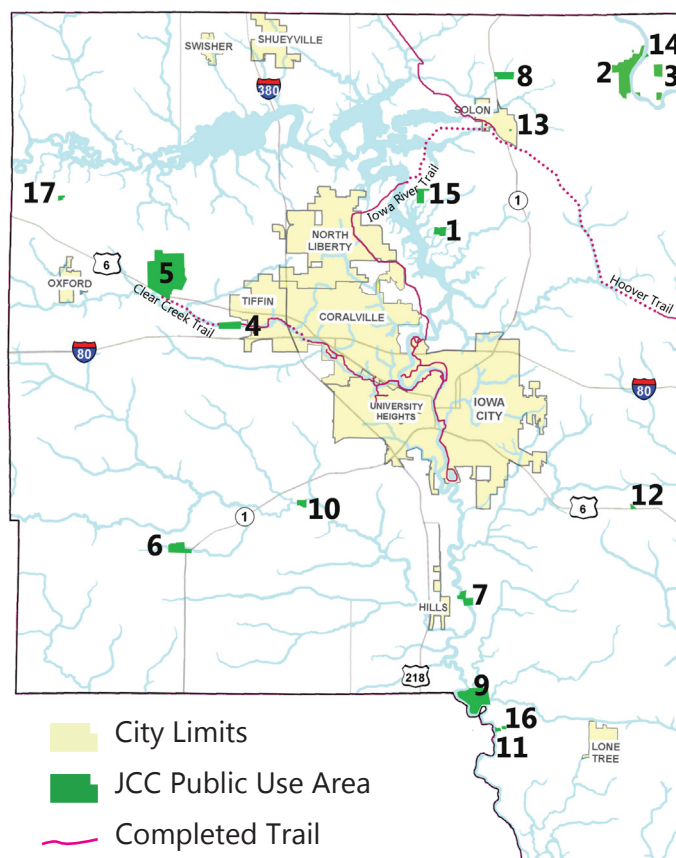 SHUEYVILLE
SWISHER
14
2
3
8
380
SOLON
13
17
Iowa River Trail
15
1
1
NORTH
LIBERTY
6
5
OXFORD
Hoover Trail
TIFFIN
Clear Creek Trail
4
CORALVILLE
80
80
UNIVERSITY
HEIGHTS
IOWA
CITY
10
12
6
1
6
7
HILLS
218
9
16
11
LONE
TREE
City Limits
JCC Public Use Area
Completed Trail